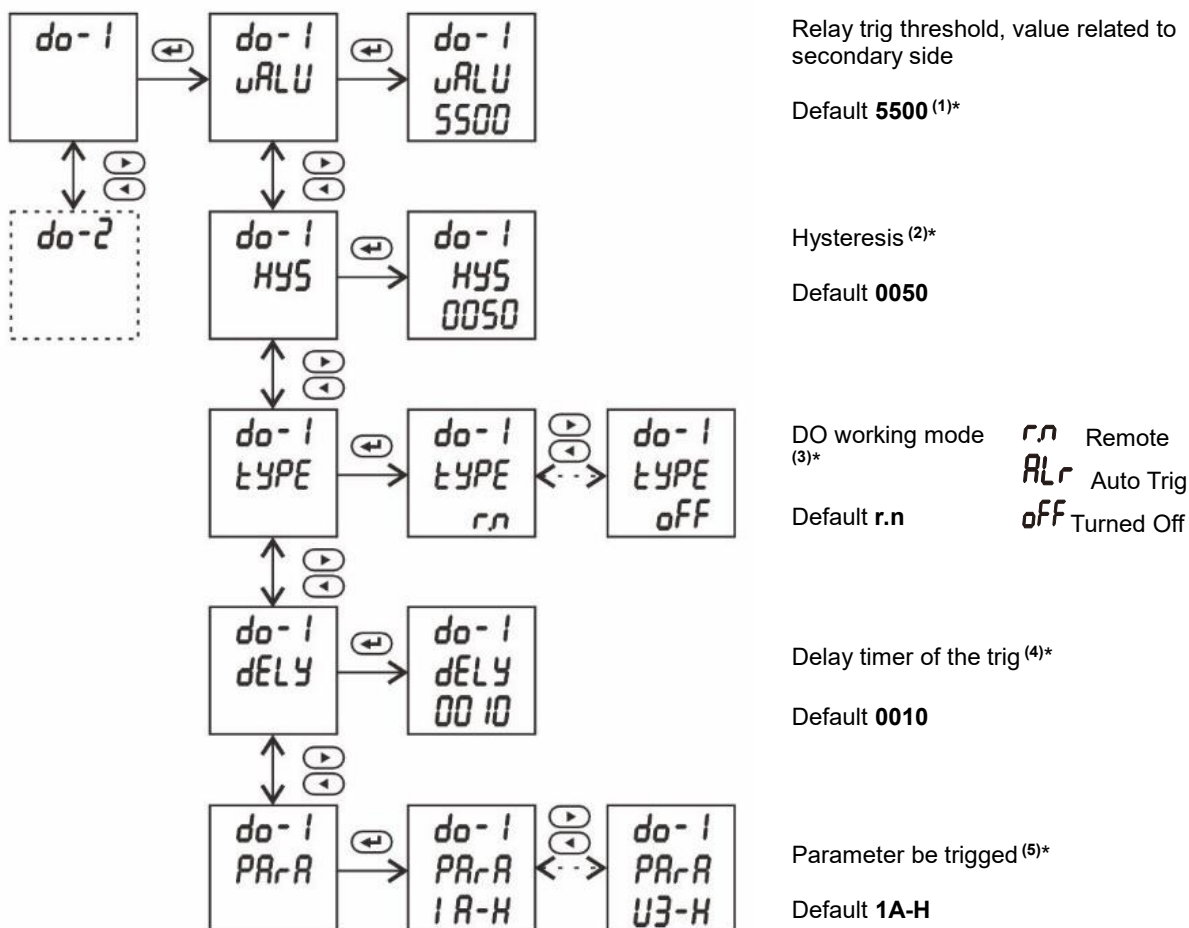 do-1
do-1
vALU
do-1
vALU
5500
Relay trig threshold, value related to
secondary side
Default 5500 (1)*
do-2
do-1
HYS
do-1
HYS
0050
Hysteresis (2)*
Default 0050
do-1
tYPE
do-1
tYPE
r.n
do-1
tYPE
oFF
DO working mode
(3)*
Default r.n
r.n Remote
ALr Auto Trig
oFF Turned Off
do-1
dELY
do-1
dELY
0010
Delay timer of the trig (4)*
Default 0010
do-1
PArA
do-1
PArA
1A-H
do-1
PArA
U3-H
Parameter be trigged (5)*
Default 1A-H